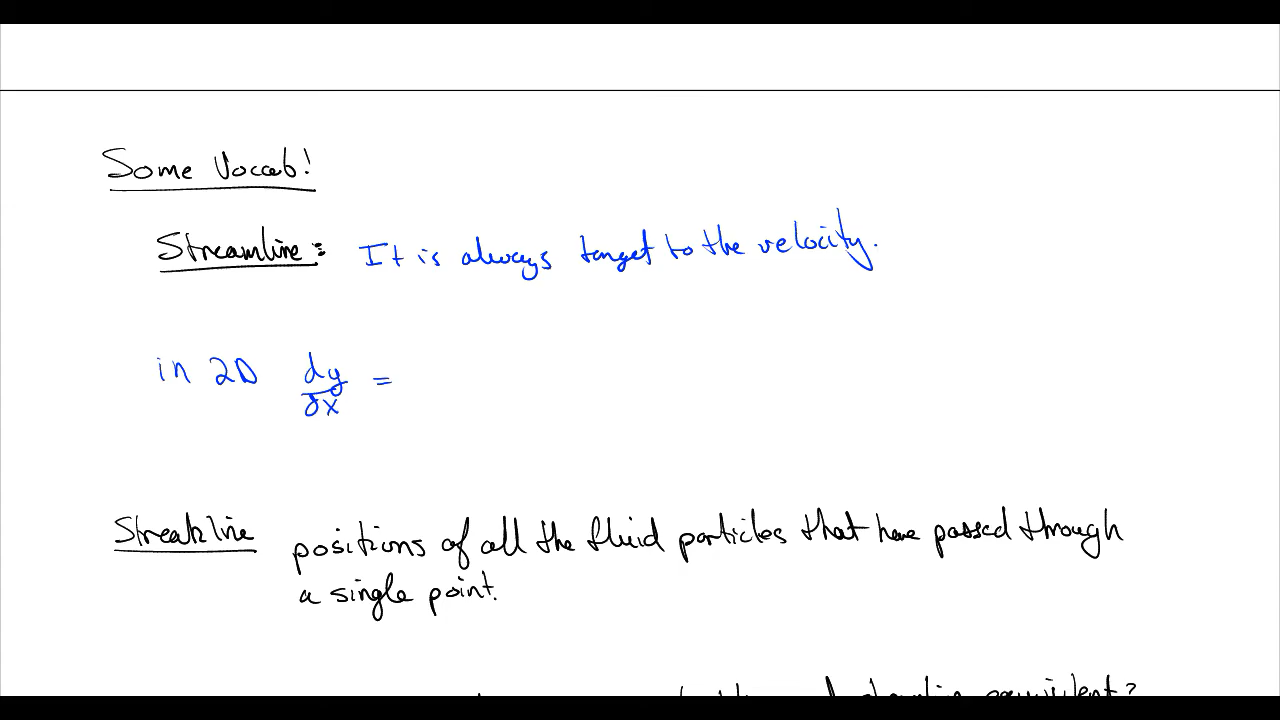 Some Vocab!
Streamline: It is always tanget to the velocity.
in 2D dy/dx =
Streakline positions of all the fluid particles that have passed through
a single point.
equivilent?